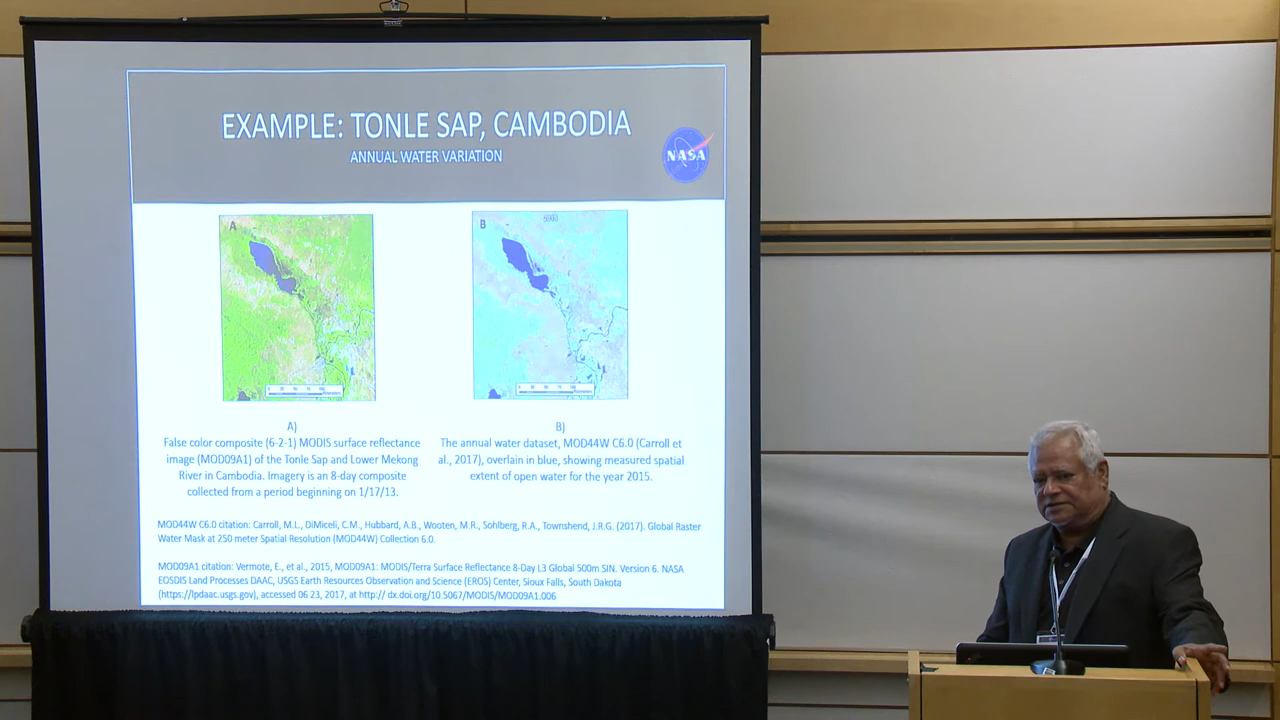 EXAMPLE: TONLE SAP, CAMBODIA
ANNUAL WATER VARIATION
NASA
A
B
A)
False color composite (6-2-1) MODIS surface reflectance
image (MOD09A1) of the Tonle Sap and Lower Mekong
River in Cambodia. Imagery is an 8-day composite
collected from a period beginning on 1/17/13.
B)
The annual water dataset, MOD44W C6.0 (Carroll et
al., 2017), overlain in blue, showing measured spatial
extent of open water for the year 2015.
MOD44W C6.0 citation: Carroll, M.L., DiMiceli, C.M., Hubbard, A.B., Wooten, M.R., Sohlberg, R.A., Townshend, J.R.G. (2017). Global Raster
Water Mask at 250 meter Spatial Resolution (MOD44W) Collection 6.0.
MOD09A1 citation: Vermote, E., et al., 2015, MOD09A1: MODIS/Terra Surface Reflectance 8-Day L3 Global 500m SIN. Version 6. NASA
EOSDIS Land Processes DAAC, USGS Earth Resources Observation and Science (EROS) Center, Sioux Falls, South Dakota
(https://lpdaac.usgs.gov), accessed 06 23, 2017, at http:// dx.doi.org/10.5067/MODIS/MOD09A1.006